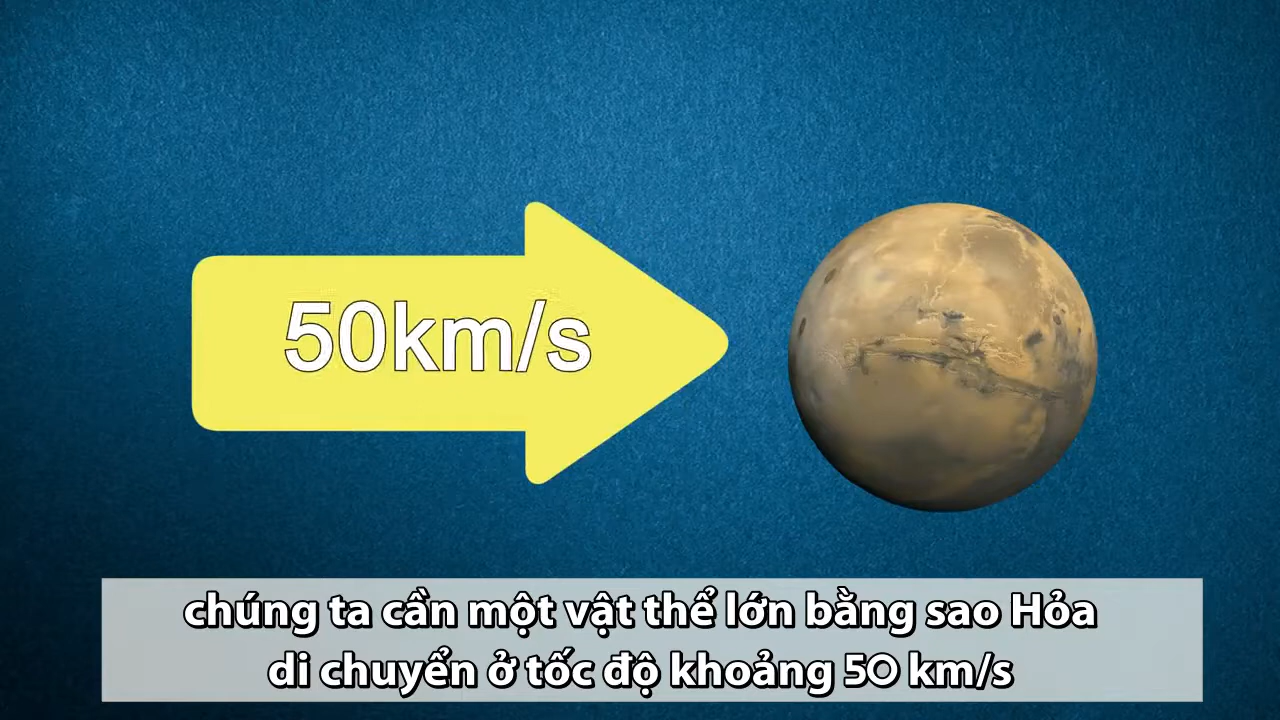 50km/s
chúng ta cần một vật thể lớn bằng sao Hỏa
di chuyển ở tốc độ khoảng 50 km/s